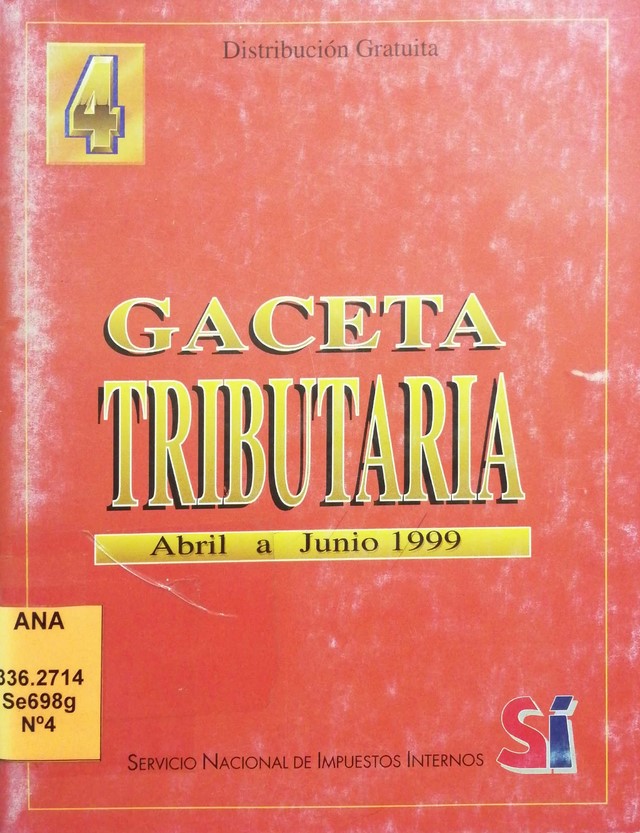 Distribución Gratuita
4
GACETA
TRIBUTARIA
Abril a Junio 1999
ANA
336.2714
Se698g
Nº4
SERVICIO NACIONAL DE IMPUESTOS INTERNOS
Sí